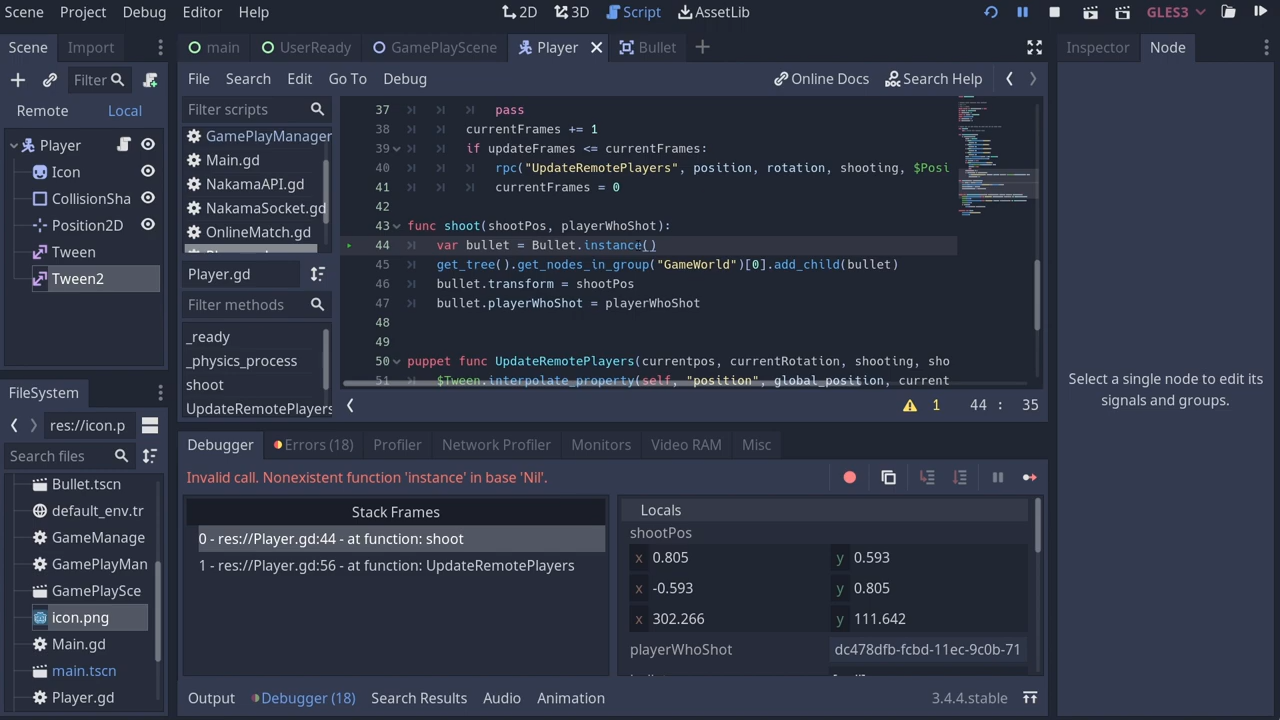 Scene Project Debug Editor Help 2D 3D Script AssetLib GLES3
Scene Import main UserReady GamePlayScene Player Bullet Inspector Node
Filter
Remote Local
Player
Icon
CollisionSha
Position2D
Tween
Tween2
File Search Edit Go To Debug Online Docs Search Help
Filter scripts
GamePlayManager
Main.gd
NakamaAPI.gd
NakamaSocket.gd
OnlineMatch.gd
Player.gd
Filter methods
_ready
_physics_process
shoot
UpdateRemotePlayers
37 pass
38 currentFrames += 1
39 if updateFrames <= currentFrames:
40 rpc("UpdateRemotePlayers", position, rotation, shooting, $Posi
41 currentFrames = 0
42
43 func shoot(shootPos, playerWhoShot):
44 var bullet = Bullet.instance()
45 get_tree().get_nodes_in_group("GameWorld")[0].add_child(bullet)
46 bullet.transform = shootPos
47 bullet.playerWhoShot = playerWhoShot
48
49
50 puppet func UpdateRemotePlayers(currentpos, currentRotation, shooting, sho
51 $Tween.interpolate_property(self, "position", global_position, current
1 44 : 35
Select a single node to edit its
signals and groups.
FileSystem
res://icon.p
Search files
Bullet.tscn
default_env.tr
GameManage
GamePlayMan
GamePlaySce
icon.png
Main.gd
main.tscn
Player.gd
Debugger Errors (18) Profiler Network Profiler Monitors Video RAM Misc
Invalid call. Nonexistent function 'instance' in base 'Nil'.
Stack Frames
0 - res://Player.gd:44 - at function: shoot
1 - res://Player.gd:56 - at function: UpdateRemotePlayers
Locals
shootPos
x 0.805 y 0.593
x -0.593 y 0.805
x 302.266 y 111.642
playerWhoShot dc478dfb-fcbd-11ec-9c0b-71
Output Debugger (18) Search Results Audio Animation 3.4.4.stable